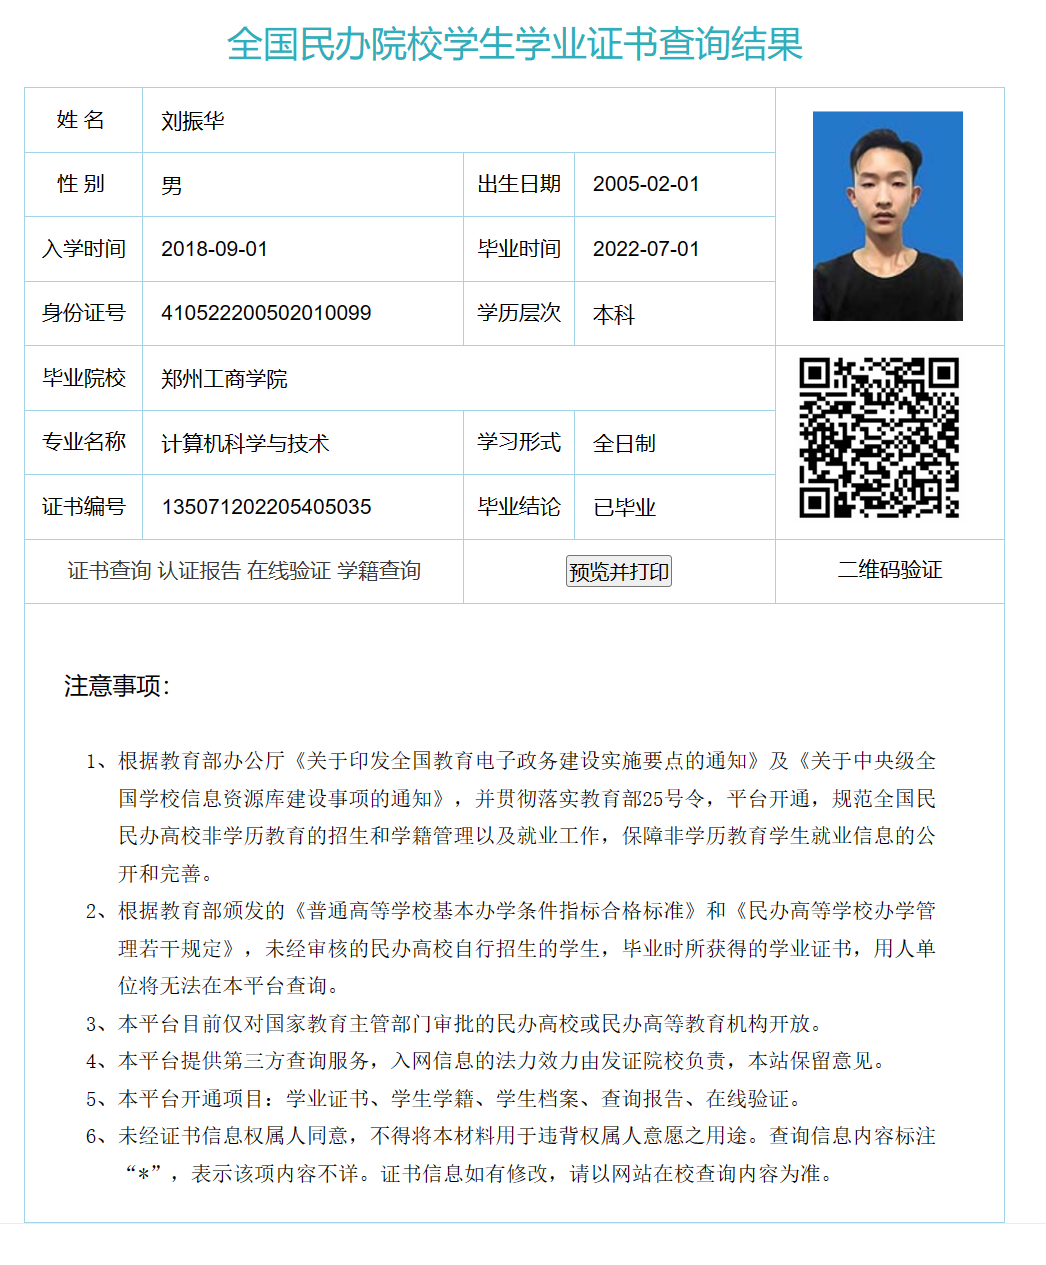 全国民办院校学生学业证书查询结果
姓 名 刘振华
性 别 男 出生日期 2005-02-01
入学时间 2018-09-01 毕业时间 2022-07-01
身份证号 410522200502010099 学历层次 本科
毕业院校 郑州工商学院
专业名称 计算机科学与技术 学习形式 全日制
证书编号 135071202205405035 毕业结论 已毕业
证书查询 认证报告 在线验证 学籍查询 预览并打印 二维码验证
注意事项：
1、根据教育部办公厅《关于印发全国教育电子政务建设实施要点的通知》及《关于中央级全
国学校信息资源库建设事项的通知》，并贯彻落实教育部25号令，平台开通，规范全国民
民办高校非学历教育的招生和学籍管理以及就业工作，保障非学历教育学生就业信息的公
开和完善。
2、根据教育部颁发的《普通高等学校基本办学条件指标合格标准》和《民办高等学校办学管
理若干规定》，未经审核的民办高校自行招生的学生，毕业时所获得的学业证书，用人单
位将无法在本平台查询。
3、本平台目前仅对国家教育主管部门审批的民办高校或民办高等教育机构开放。
4、本平台提供第三方查询服务，入网信息的法力效力由发证院校负责，本站保留意见。
5、本平台开通项目：学业证书、学生学籍、学生档案、查询报告、在线验证。
6、未经证书信息权属人同意，不得将本材料用于违背权属人意愿之用途。查询信息内容标注
“*”，表示该项内容不详。证书信息如有修改，请以网站在校查询内容为准。